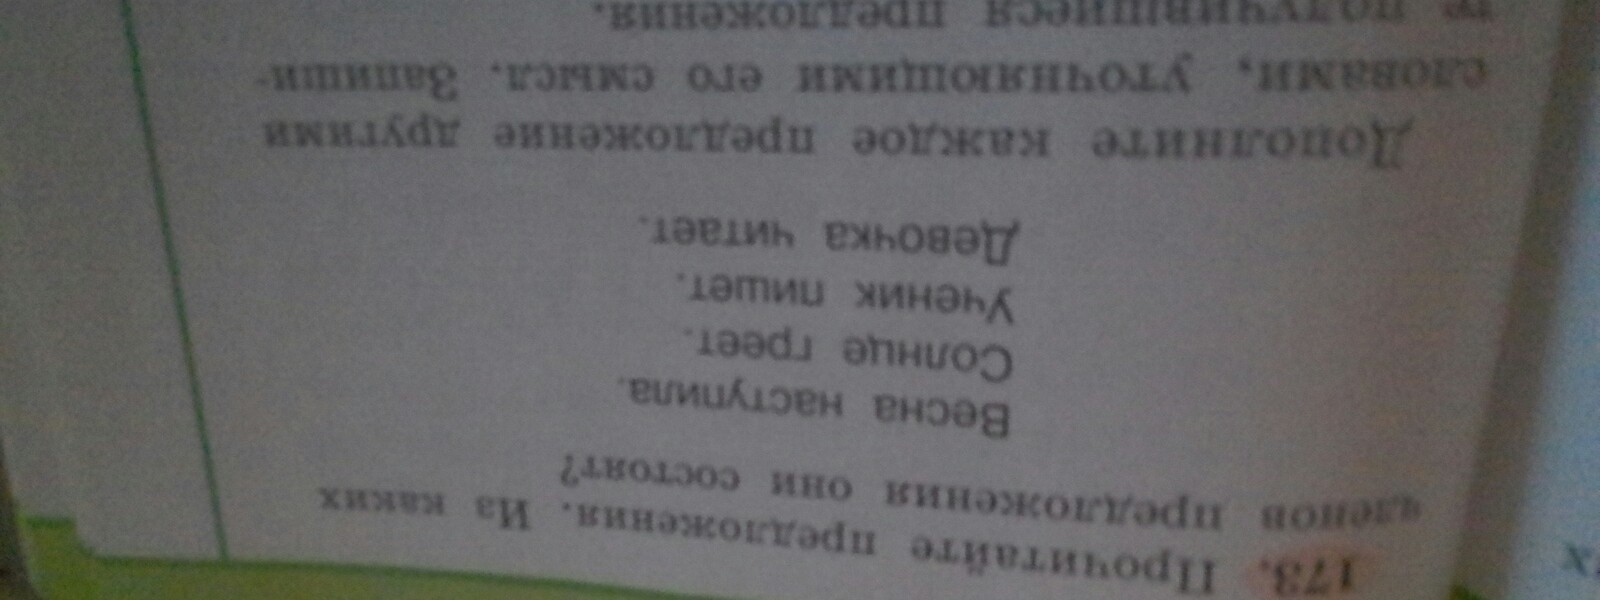 173. Прочитайте предложения. Из каких
членов предложения они состоят?
Весна наступила.
Солнце греет.
Ученик пишет.
Девочка читает.
Дополните каждое предложение другими
словами, уточняющими его смысл. Запиши-
те получившиеся предложения.